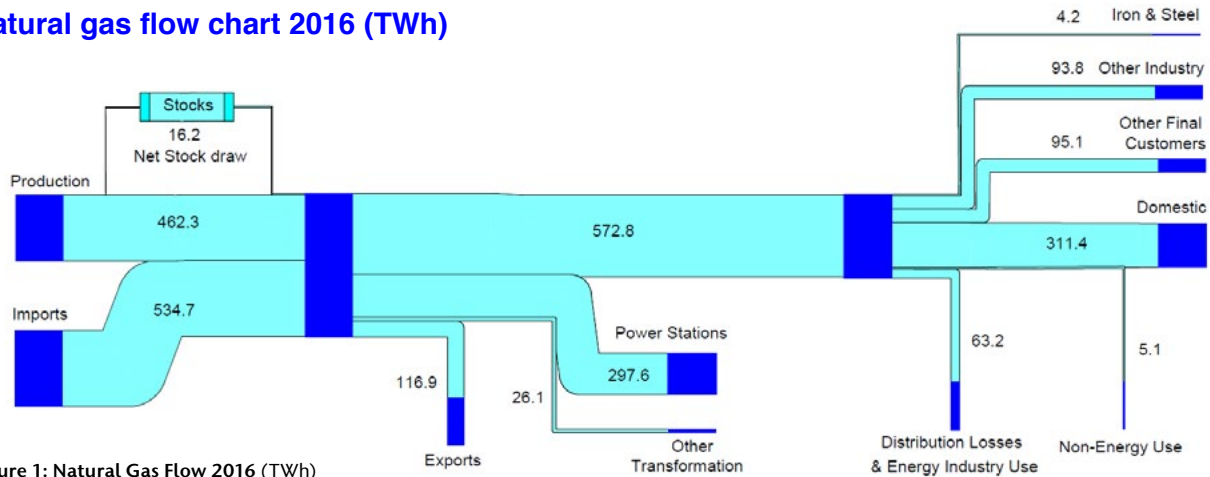 atural gas flow chart 2016 (TWh)
4.2 Iron & Steel
93.8 Other Industry
Stocks
16.2
Net Stock draw
Other Final
95.1 Customers
Production
Domestic
462.3
572.8
311.4
Imports
534.7
Power Stations
297.6
63.2
5.1
116.9
26.1
Exports
Other
Transformation
Distribution Losses
& Energy Industry Use
Non-Energy Use
ure 1: Natural Gas Flow 2016 (TWh)